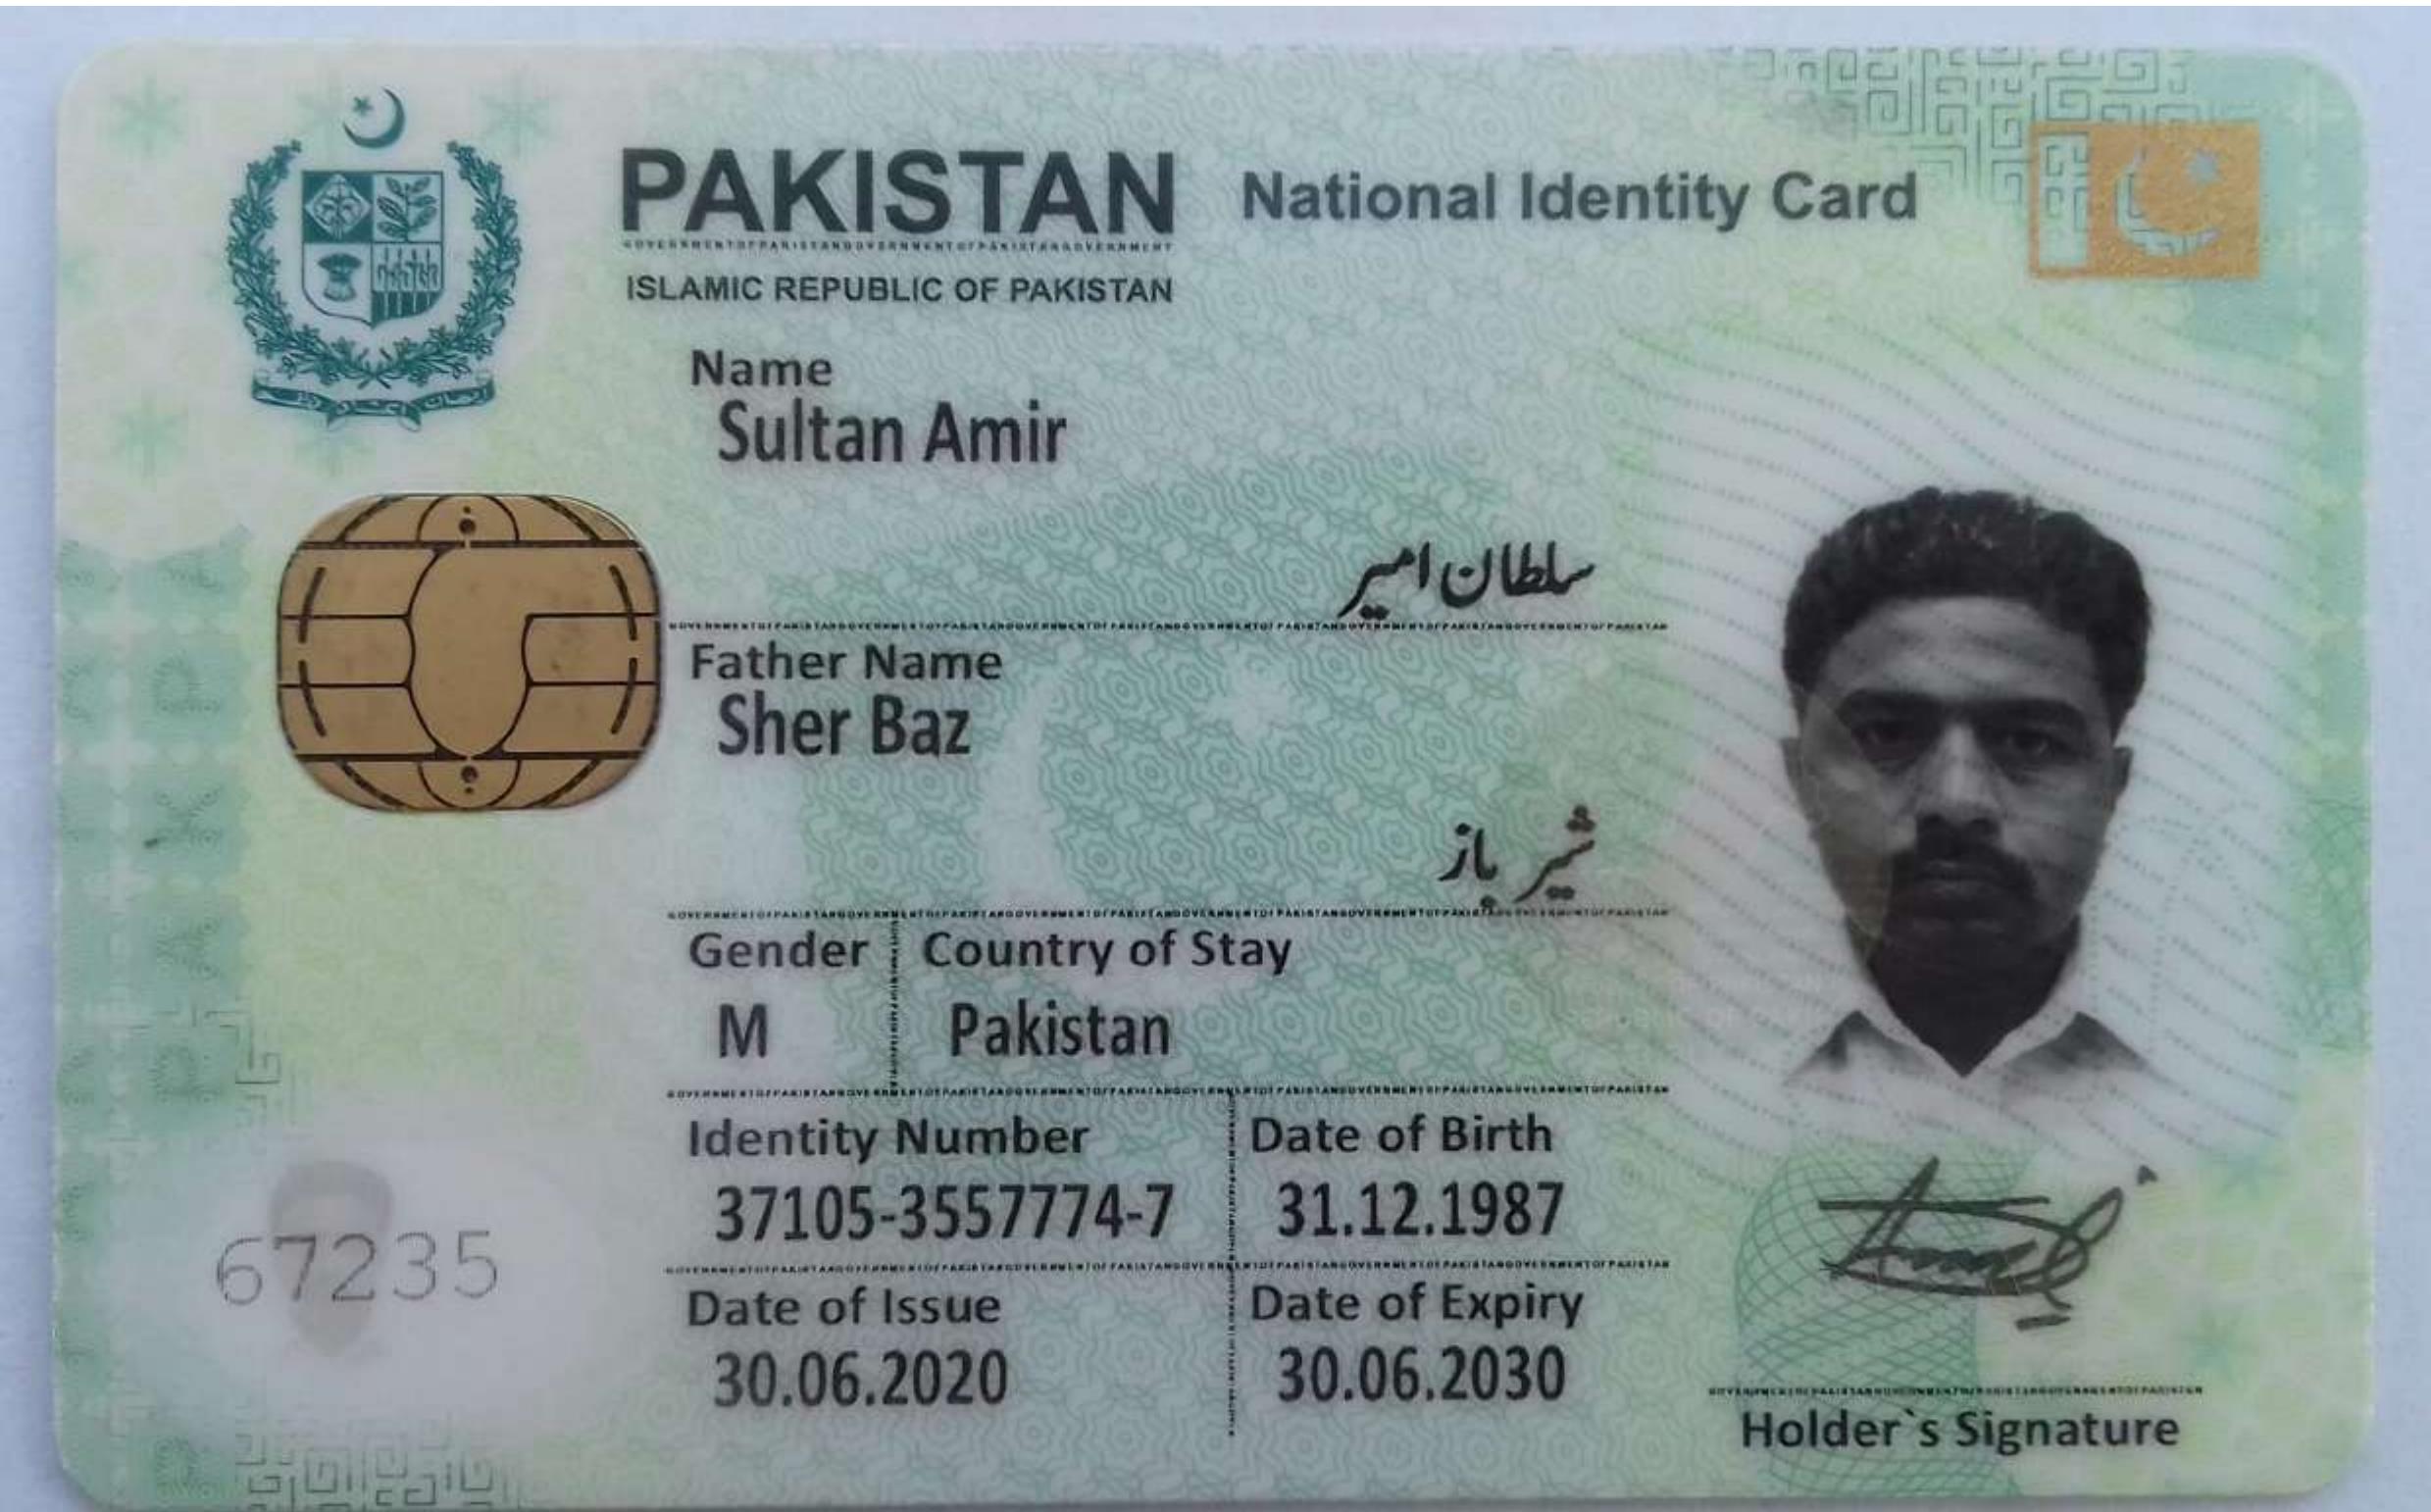 PAKISTAN National Identity Card
ISLAMIC REPUBLIC OF PAKISTAN
Name
Sultan Amir
سلطان امیر
Father Name
Sher Baz
شیر باز
Gender Country of Stay
M Pakistan
Identity Number Date of Birth
37105-3557774-7 31.12.1987
67235
Date of Issue Date of Expiry
30.06.2020 30.06.2030
Holder`s Signature